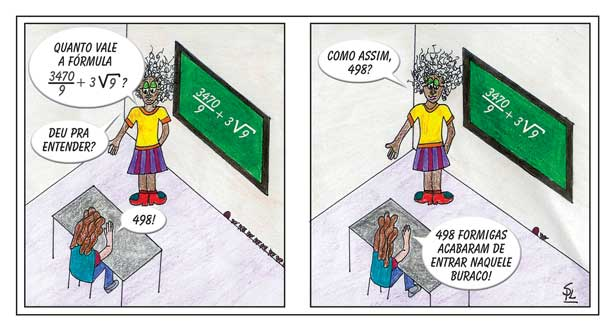 QUANTO VALE
A FÓRMULA
3470/9 + 3√9 ?
DEU PRA
ENTENDER?
3470/9 + 3√9
498!
COMO ASSIM,
498?
3470/9 + 3√9
498 FORMIGAS
ACABARAM DE
ENTRAR NAQUELE
BURACO!